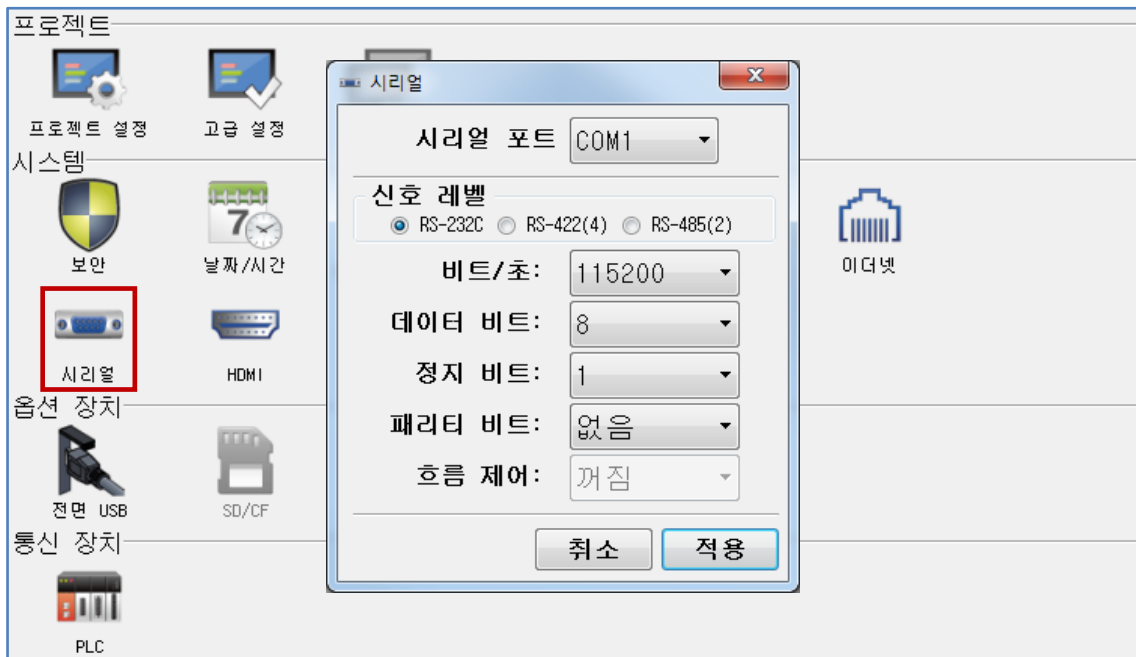 프로젝트
프로젝트 설정
고급 설정
시스템
보안
날짜/시간
7
이더넷
시리얼
HDMI
옵션 장치
전면 USB
SD/CF
통신 장치
PLC
시리얼
시리얼 포트 COM1
신호 레벨
RS-232C RS-422(4) RS-485(2)
비트/초: 115200
데이터 비트: 8
정지 비트: 1
패리티 비트: 없음
흐름 제어: 꺼짐
취소 적용